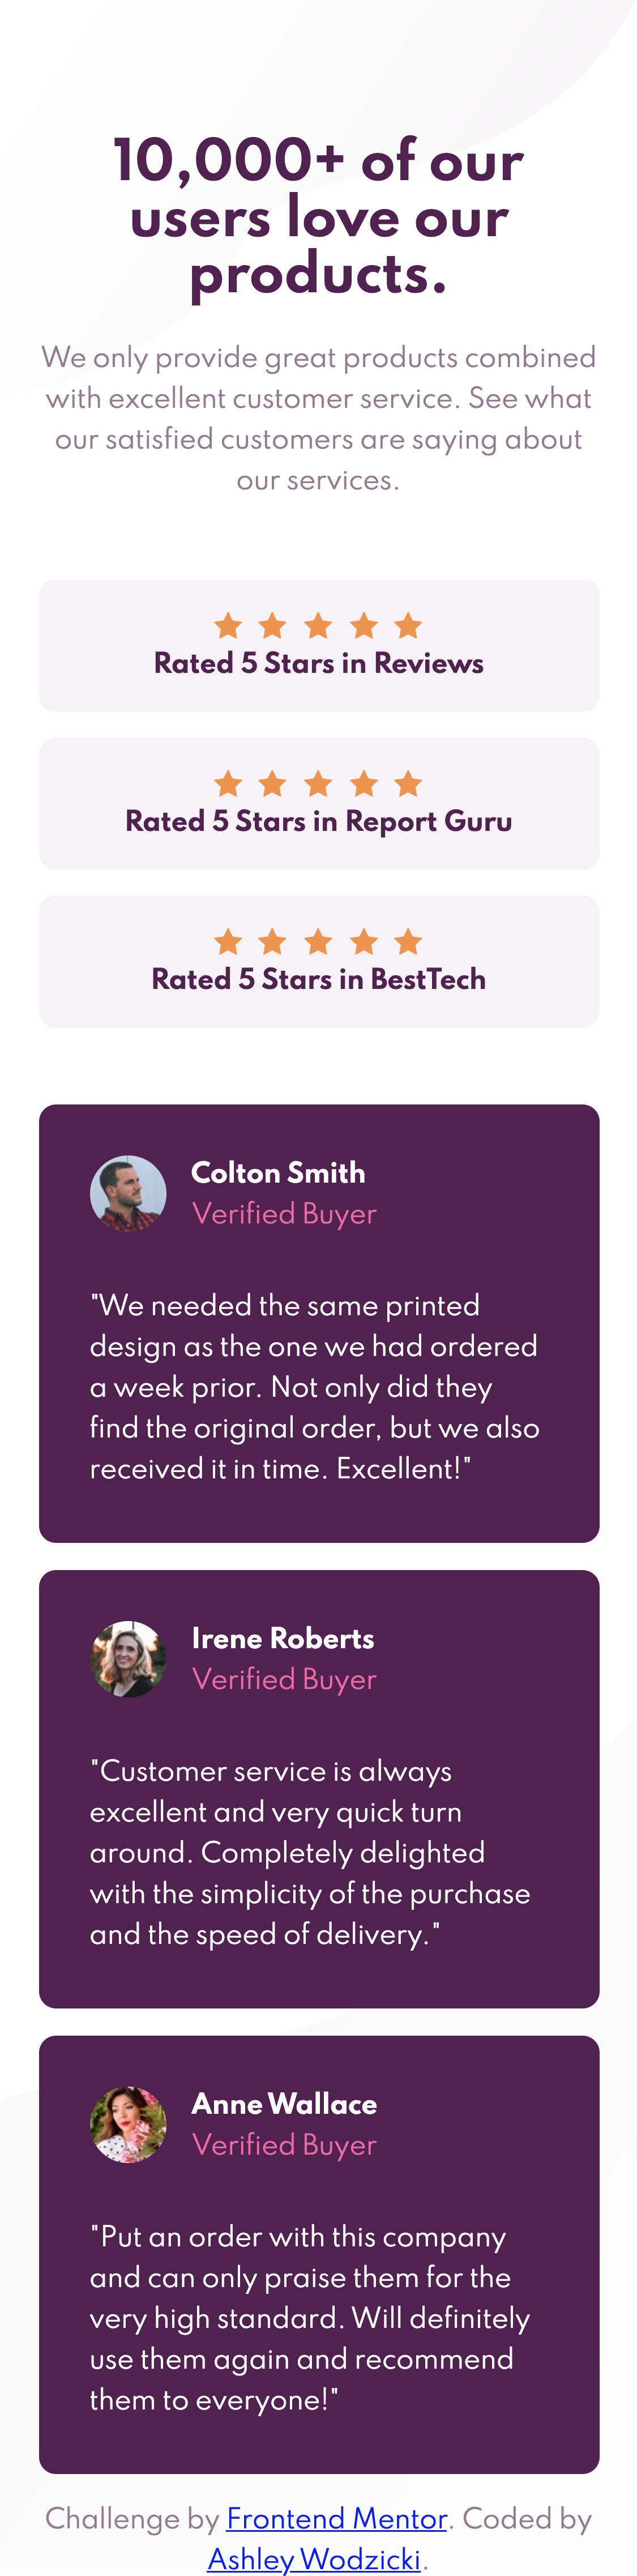 10,000+ of our
users love our
products.
We only provide great products combined
with excellent customer service. See what
our satisfied customers are saying about
our services.
Rated 5 Stars in Reviews
Rated 5 Stars in Report Guru
Rated 5 Stars in BestTech
Colton Smith
Verified Buyer
"We needed the same printed
design as the one we had ordered
a week prior. Not only did they
find the original order, but we also
received it in time. Excellent!"
Irene Roberts
Verified Buyer
"Customer service is always
excellent and very quick turn
around. Completely delighted
with the simplicity of the purchase
and the speed of delivery."
Anne Wallace
Verified Buyer
"Put an order with this company
and can only praise them for the
very high standard. Will definitely
use them again and recommend
them to everyone!"
Challenge by Frontend Mentor. Coded by
Ashley Wodzicki.